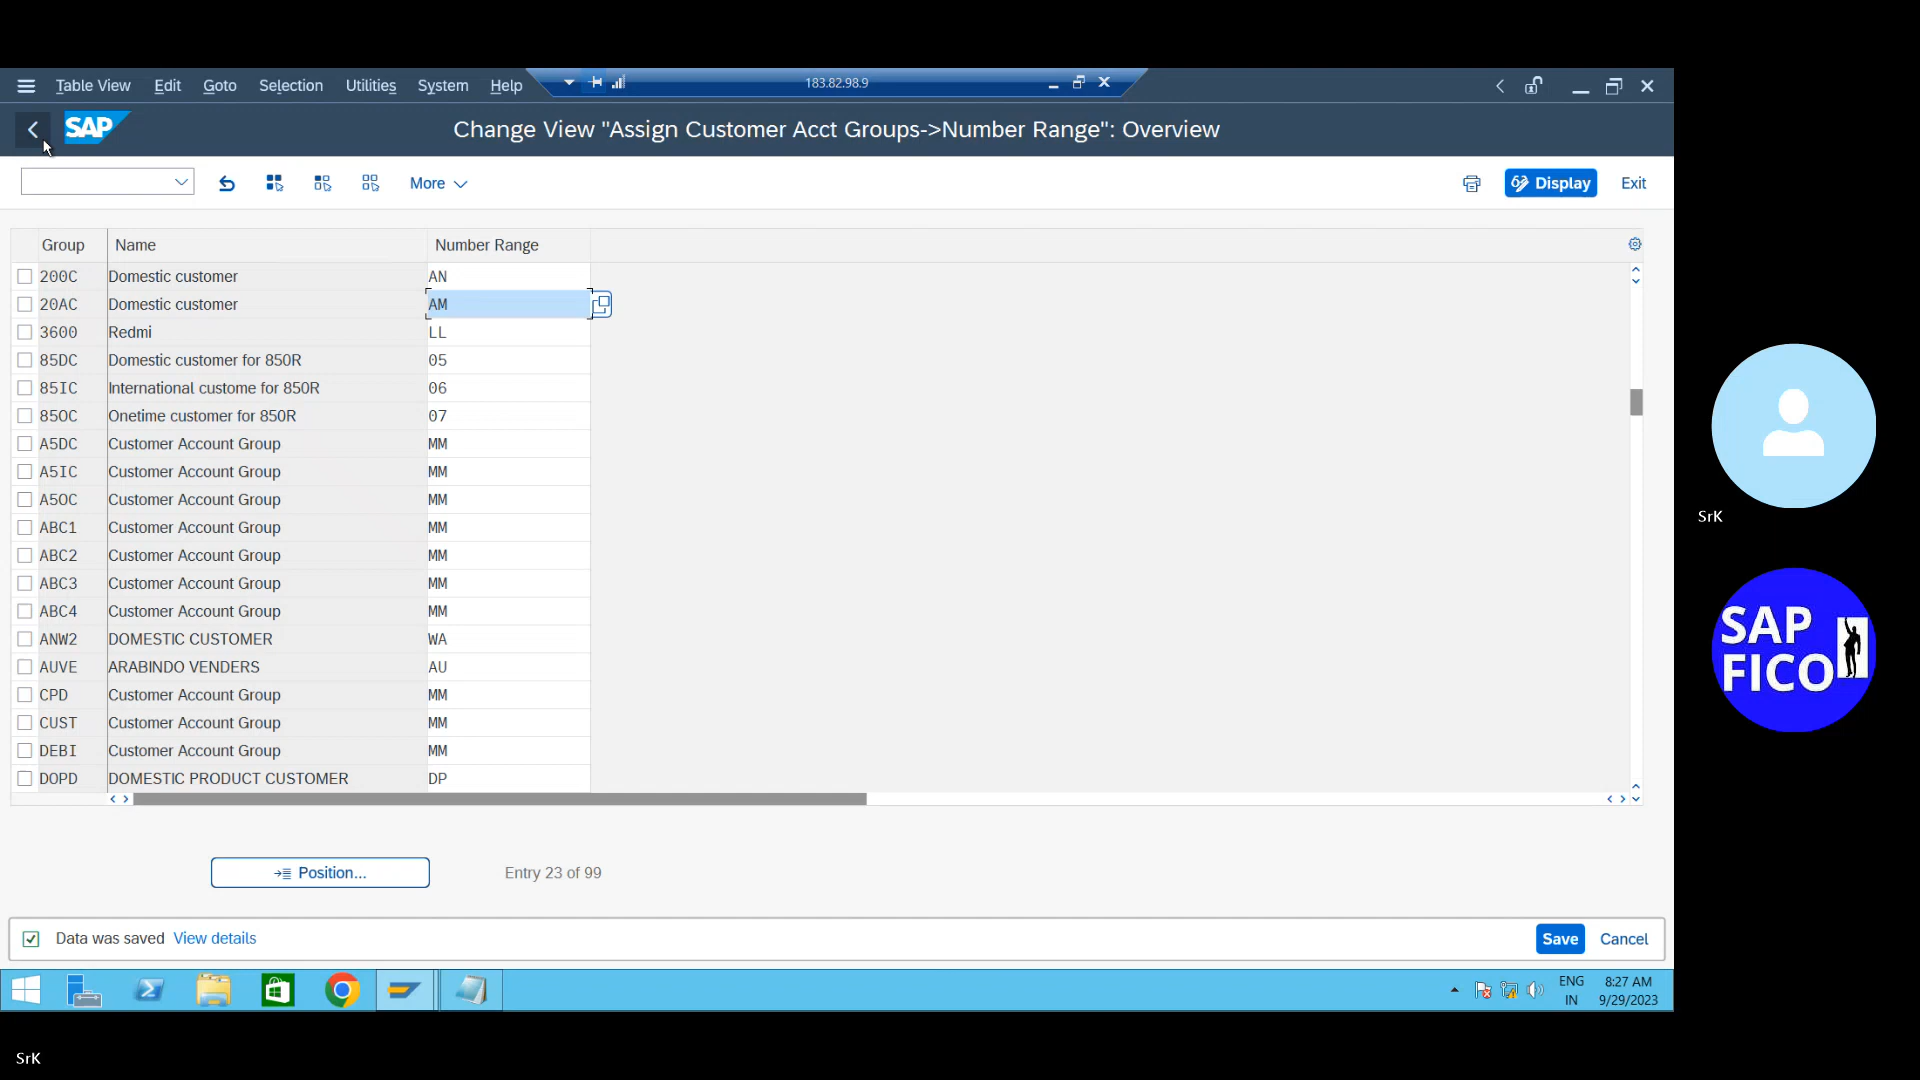 Table View Edit Goto Selection Utilities System Help
183.82.98.9
SAP
Change View "Assign Customer Acct Groups->Number Range": Overview
More
Display Exit
Group Name Number Range
200C Domestic customer AN
20AC Domestic customer AM
3600 Redmi LL
85DC Domestic customer for 850R 05
85IC International custome for 850R 06
85OC Onetime customer for 850R 07
A5DC Customer Account Group MM
A5IC Customer Account Group MM
A5OC Customer Account Group MM
ABC1 Customer Account Group MM
ABC2 Customer Account Group MM
ABC3 Customer Account Group MM
ABC4 Customer Account Group MM
ANW2 DOMESTIC CUSTOMER WA
AUVE ARABINDO VENDERS AU
CPD Customer Account Group MM
CUST Customer Account Group MM
DEBI Customer Account Group MM
DOPD DOMESTIC PRODUCT CUSTOMER DP
Position...
Entry 23 of 99
Data was saved View details
Save Cancel
ENG
IN
8:27 AM
9/29/2023
SrK
SAP
FICO
SrK